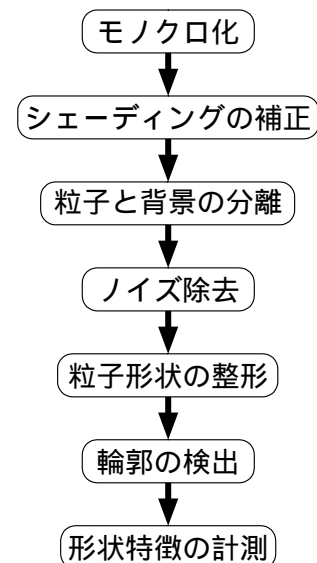 モノクロ化
シェーディングの補正
粒子と背景の分離
ノイズ除去
粒子形状の整形
輪郭の検出
形状特徴の計測